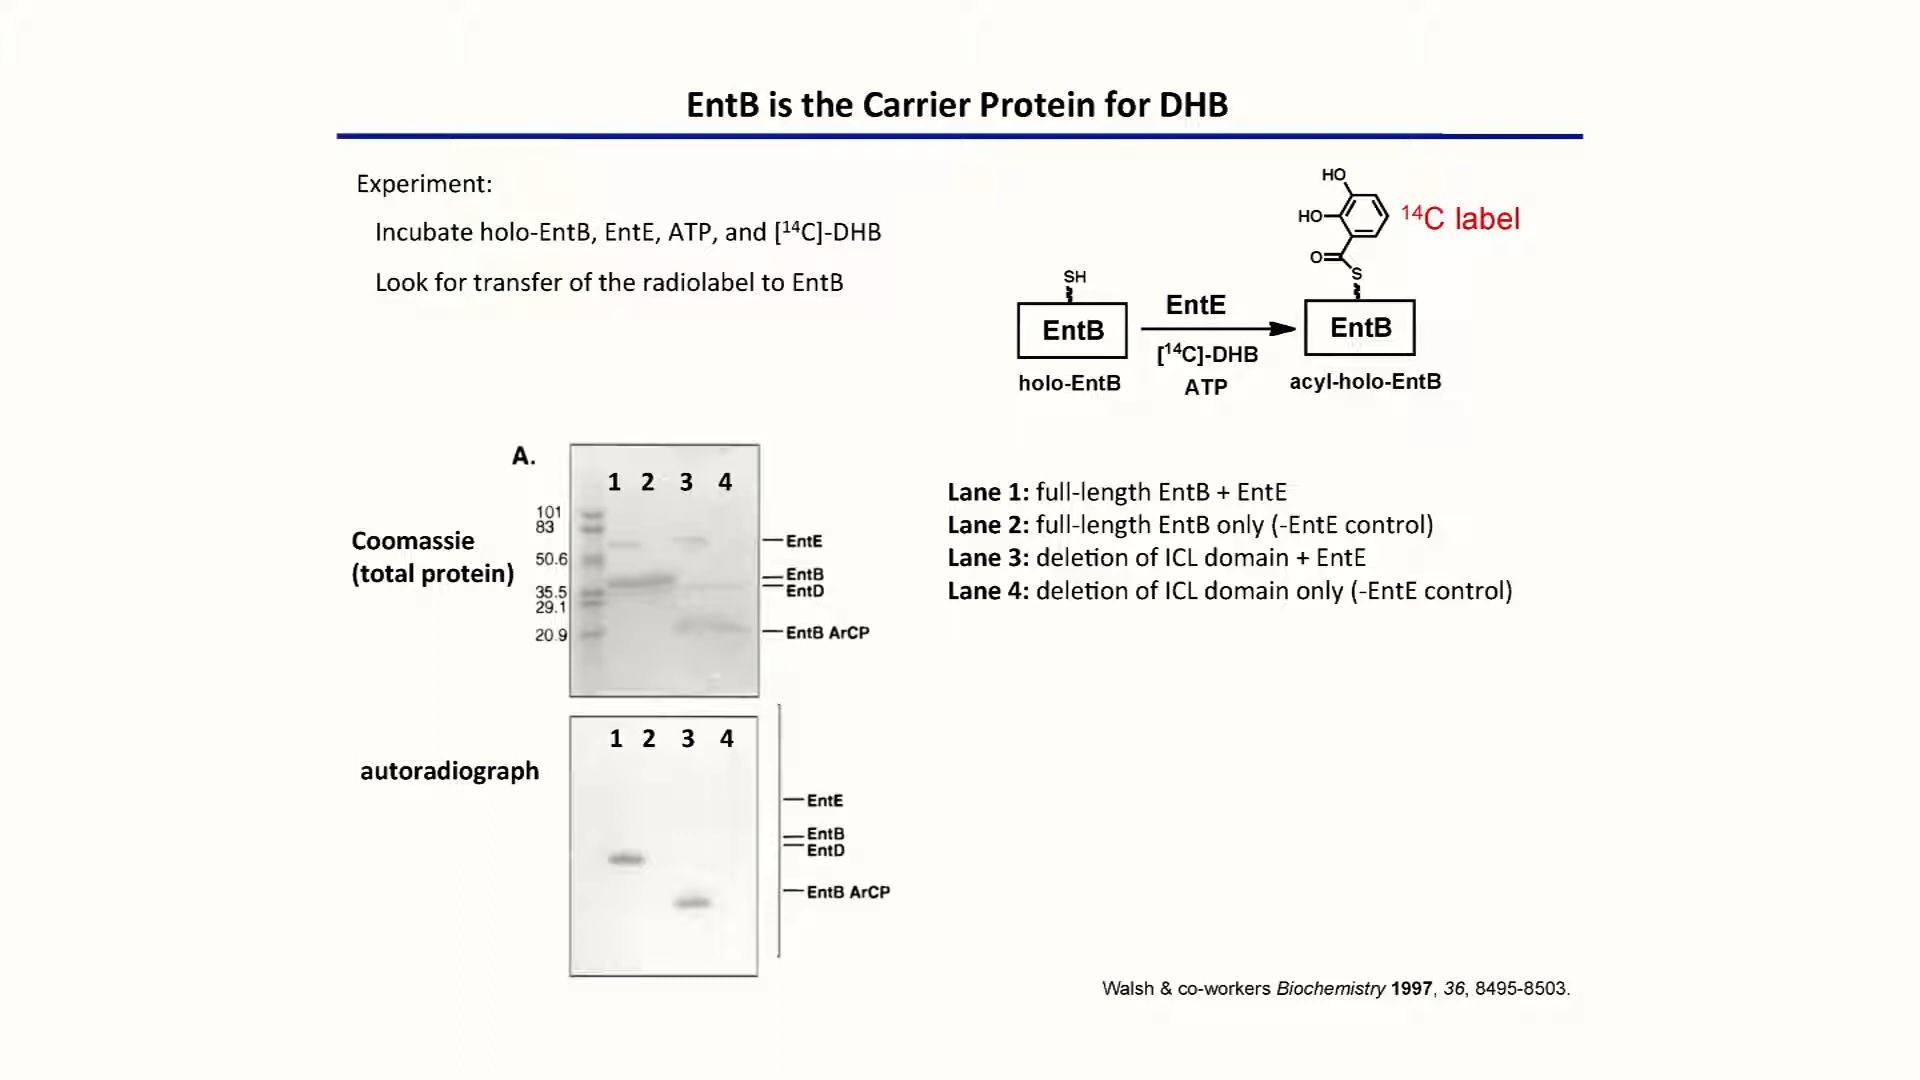 EntB is the Carrier Protein for DHB
Experiment:
Incubate holo-EntB, EntE, ATP, and [¹⁴C]-DHB
Look for transfer of the radiolabel to EntB
HO
HO
¹⁴C label
O
S
SH
EntB
EntE
[¹⁴C]-DHB
ATP
EntB
holo-EntB
acyl-holo-EntB
A.
1 2 3 4
101
83
50.6
35.5
29.1
20.9
Coomassie
(total protein)
EntE
EntB
EntD
EntB ArCP
Lane 1: full-length EntB + EntE
Lane 2: full-length EntB only (-EntE control)
Lane 3: deletion of ICL domain + EntE
Lane 4: deletion of ICL domain only (-EntE control)
autoradiograph
1 2 3 4
EntE
EntB
EntD
EntB ArCP
Walsh & co-workers Biochemistry 1997, 36, 8495-8503.